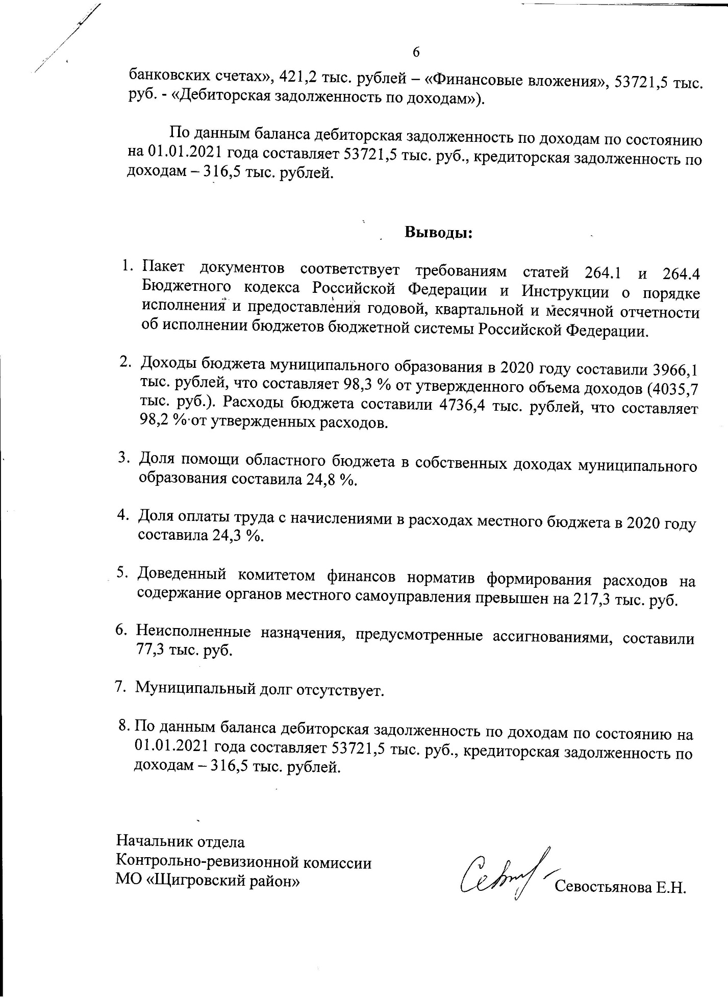 6
банковских счетах», 421,2 тыс. рублей – «Финансовые вложения», 53721,5 тыс.
руб. - «Дебиторская задолженность по доходам»).
По данным баланса дебиторская задолженность по доходам по состоянию
на 01.01.2021 года составляет 53721,5 тыс. руб., кредиторская задолженность по
доходам – 316,5 тыс. рублей.
Выводы:
1. Пакет документов соответствует требованиям статей 264.1 и 264.4
Бюджетного кодекса Российской Федерации и Инструкции о порядке
исполнения и предоставления годовой, квартальной и месячной отчетности
об исполнении бюджетов бюджетной системы Российской Федерации.
2. Доходы бюджета муниципального образования в 2020 году составили 3966,1
тыс. рублей, что составляет 98,3 % от утвержденного объема доходов (4035,7
тыс. руб.). Расходы бюджета составили 4736,4 тыс. рублей, что составляет
98,2 % от утвержденных расходов.
3. Доля помощи областного бюджета в собственных доходах муниципального
образования составила 24,8 %.
4. Доля оплаты труда с начислениями в расходах местного бюджета в 2020 году
составила 24,3 %.
5. Доведенный комитетом финансов норматив формирования расходов на
содержание органов местного самоуправления превышен на 217,3 тыс. руб.
6. Неисполненные назначения, предусмотренные ассигнованиями, составили
77,3 тыс. руб.
7. Муниципальный долг отсутствует.
8. По данным баланса дебиторская задолженность по доходам по состоянию на
01.01.2021 года составляет 53721,5 тыс. руб., кредиторская задолженность по
доходам – 316,5 тыс. рублей.
Начальник отдела
Контрольно-ревизионной комиссии
МО «Щигровский район»
Севостьянова Е.Н.